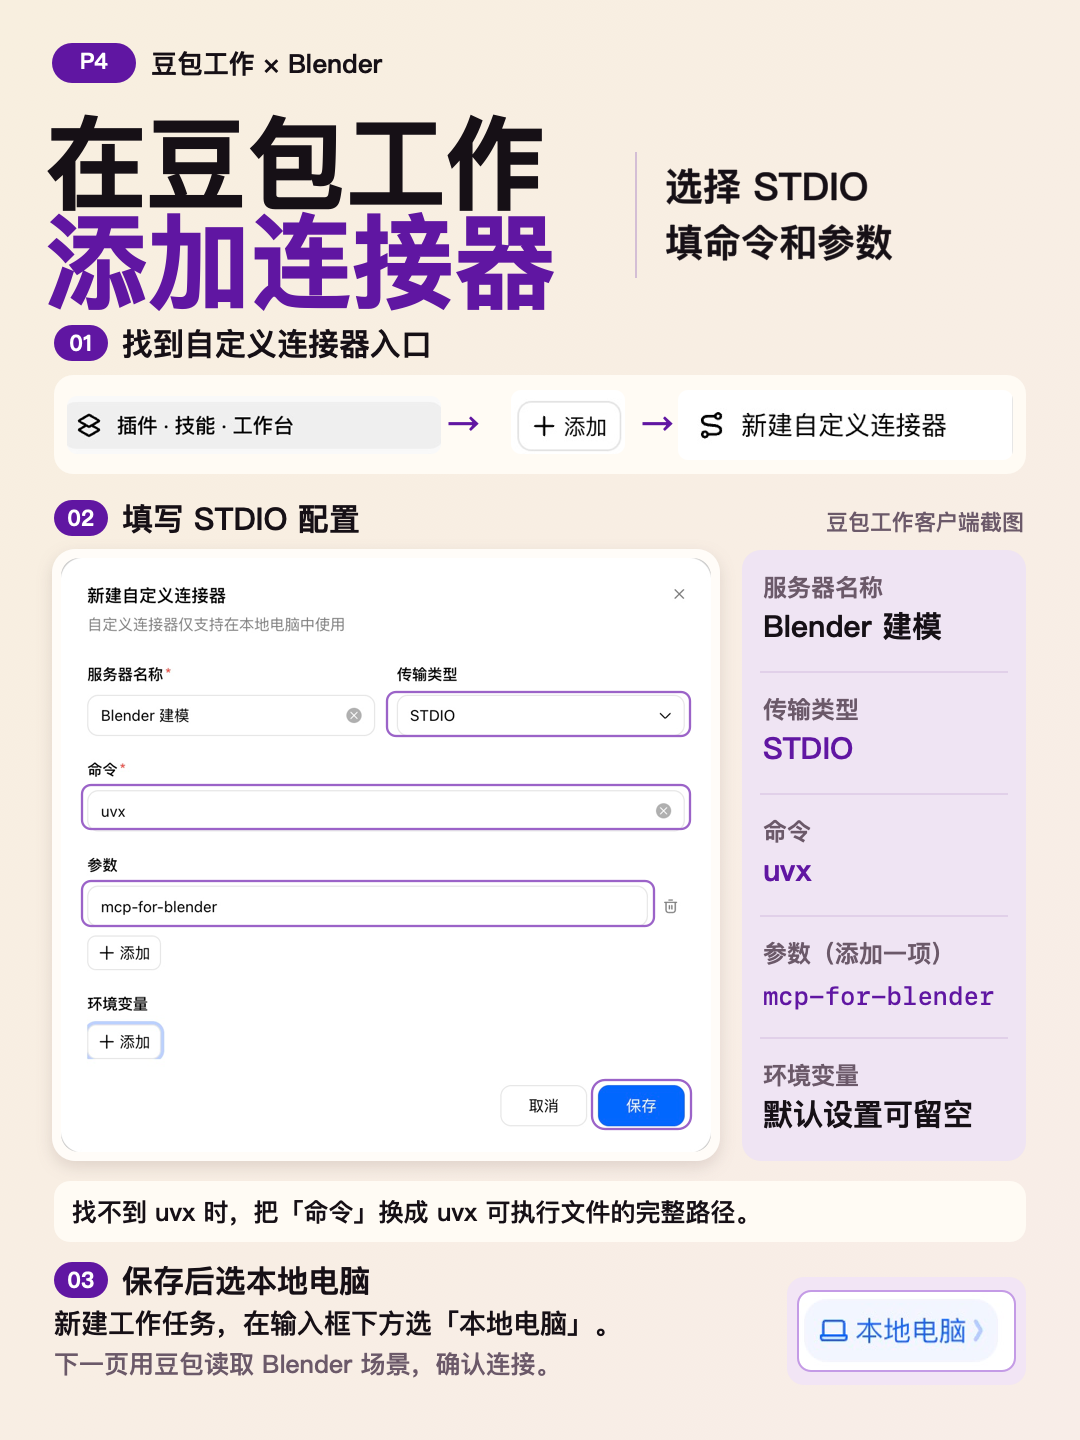 P4
豆包工作 × Blender
在豆包工作
添加连接器
选择 STDIO
填命令和参数
01 找到自定义连接器入口
插件 · 技能 · 工作台 → + 添加 → 新建自定义连接器
02 填写 STDIO 配置
豆包工作客户端截图
新建自定义连接器
自定义连接器仅支持在本地电脑中使用
服务器名称*
传输类型
Blender 建模
STDIO
命令*
uvx
参数
mcp-for-blender
+ 添加
环境变量
+ 添加
取消
保存
服务器名称
Blender 建模
传输类型
STDIO
命令
uvx
参数（添加一项）
mcp-for-blender
环境变量
默认设置可留空
找不到 uvx 时，把「命令」换成 uvx 可执行文件的完整路径。
03 保存后选本地电脑
新建工作任务，在输入框下方选「本地电脑」。
下一页用豆包读取 Blender 场景，确认连接。
本地电脑